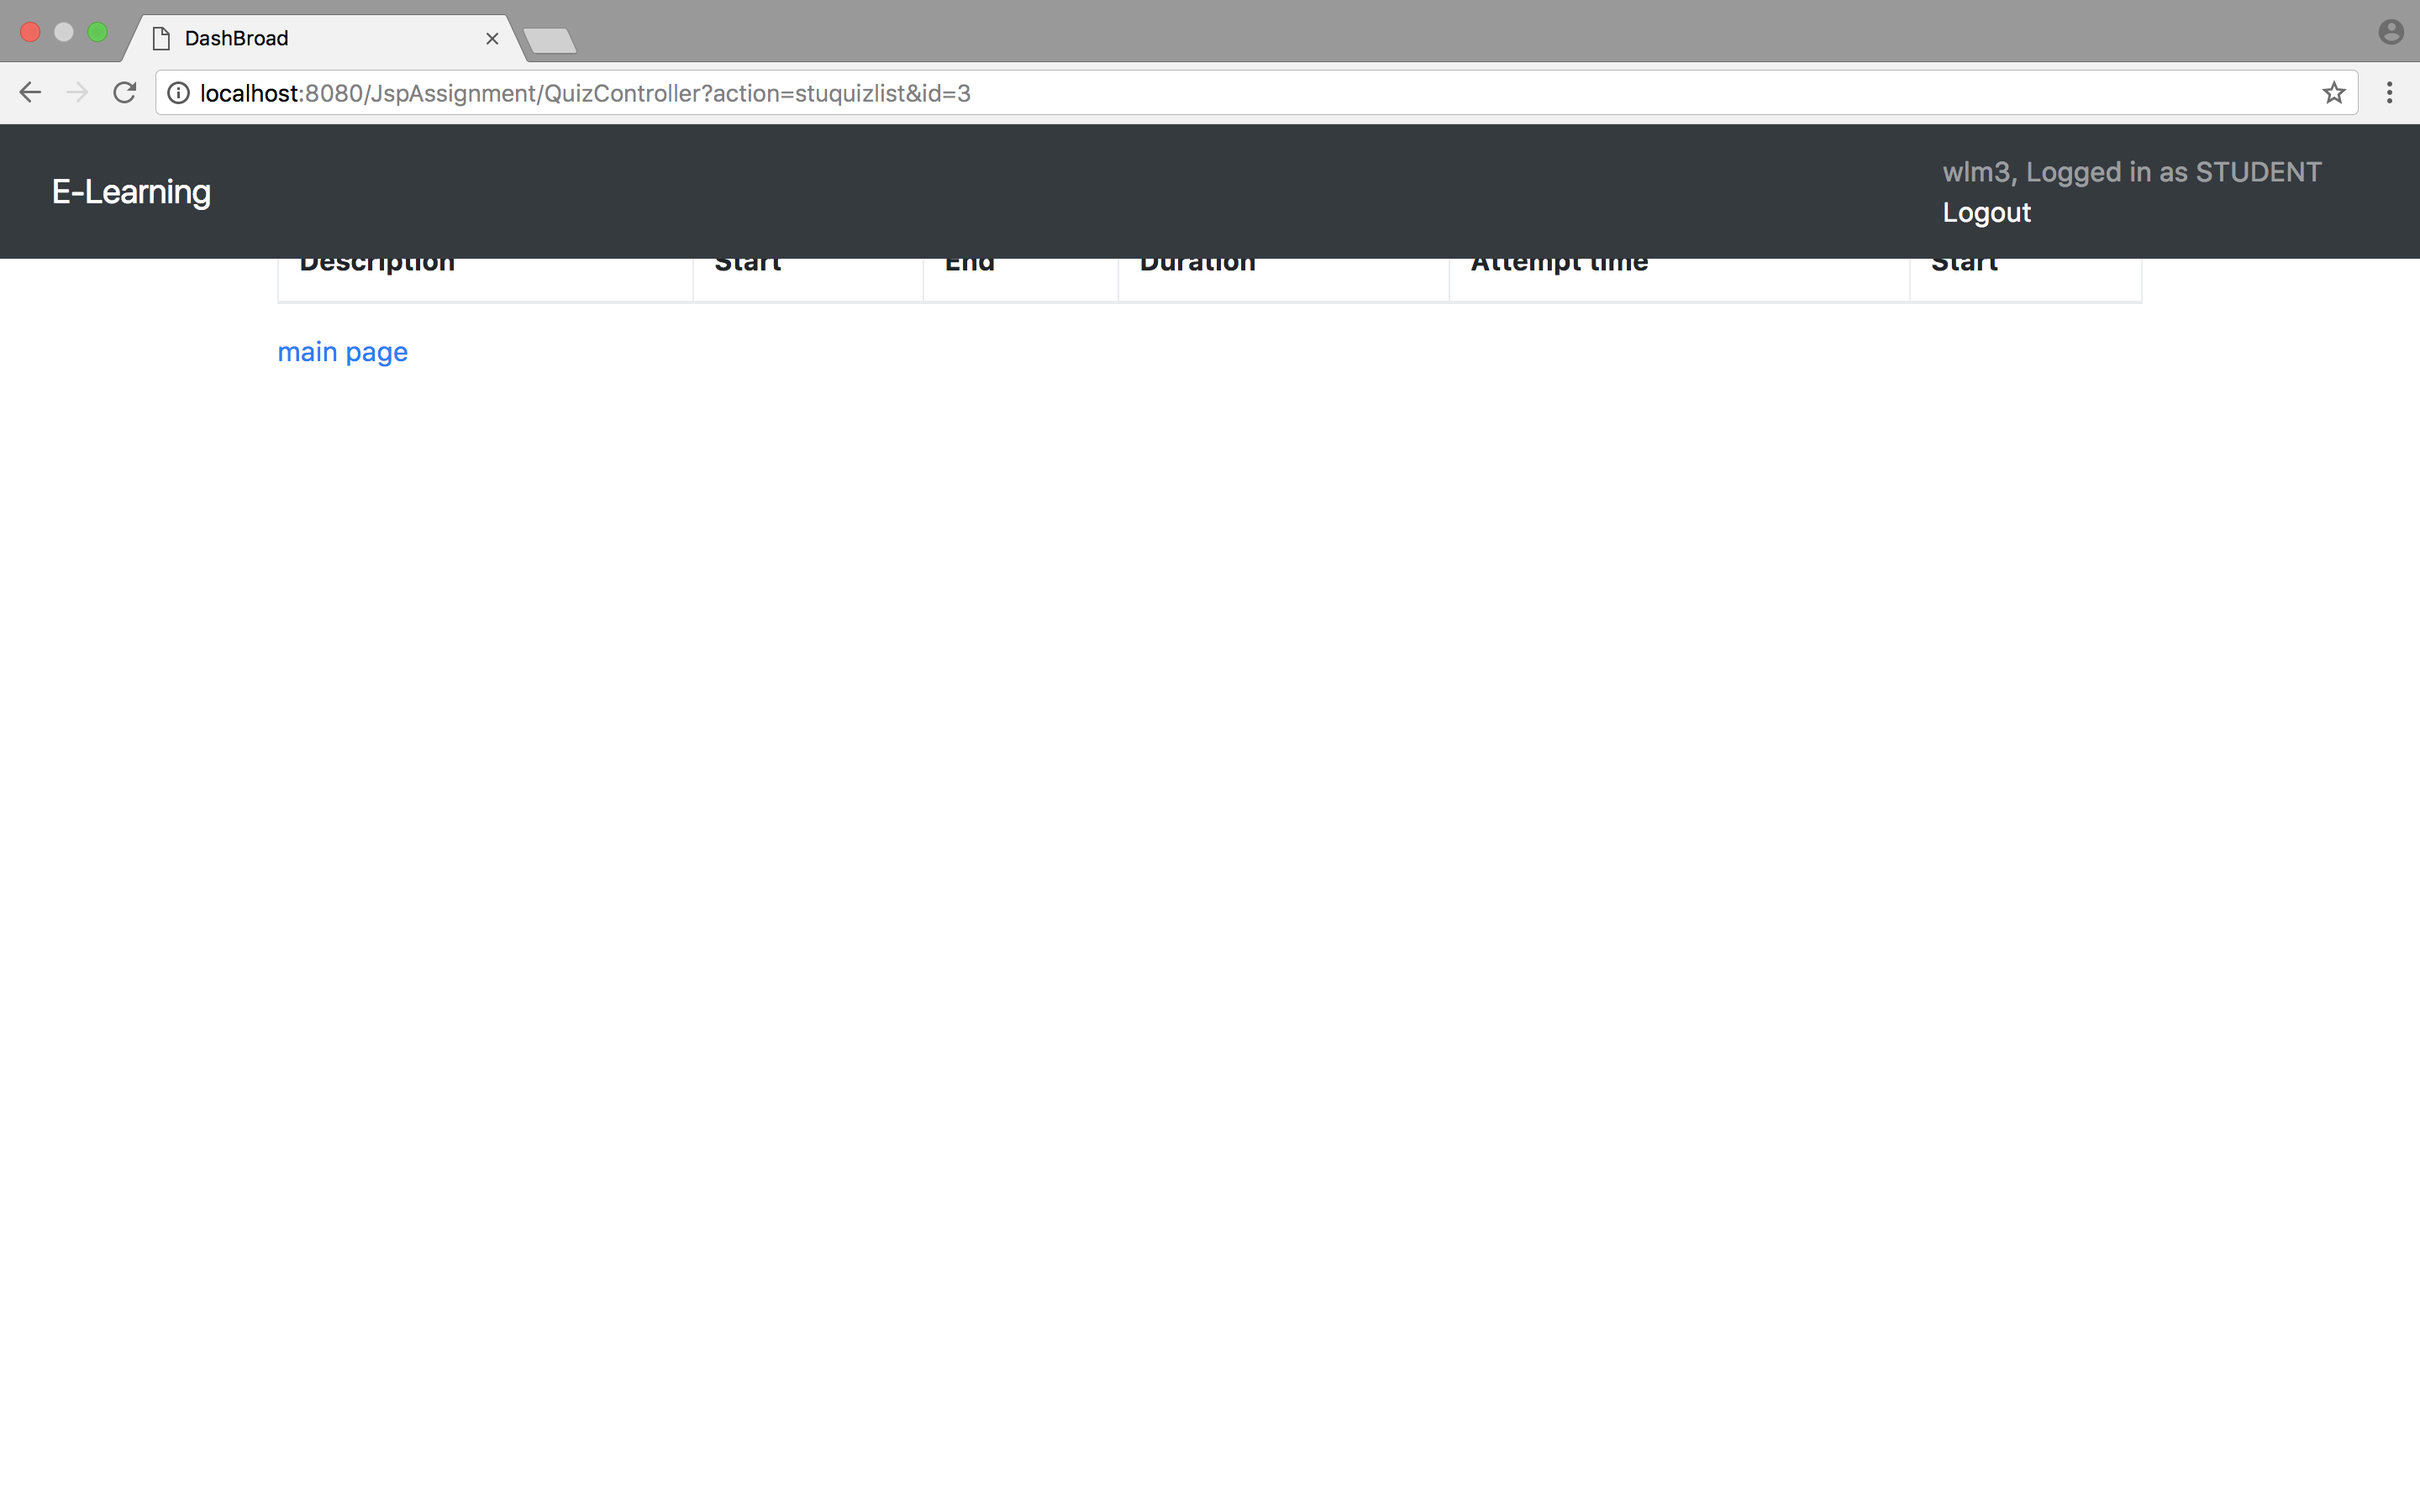 DashBroad
localhost:8080/JspAssignment/QuizController?action=stuquizlist&id=3
E-Learning
wlm3, Logged in as STUDENT
Logout
Description Start End Duration Attempt time Start
main page